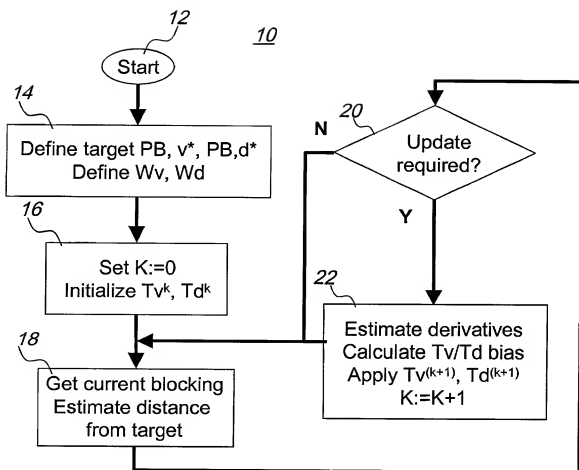 12
10
Start
14
Define target PB, v*, PB,d*
Define Wv, Wd
16
Set K:=0
Initialize Tvᵏ, Tdᵏ
18
Get current blocking
Estimate distance
from target
20
N
Update
required?
Y
22
Estimate derivatives
Calculate Tv/Td bias
Apply Tv⁽ᵏ⁺¹⁾, Td⁽ᵏ⁺¹⁾
K:=K+1